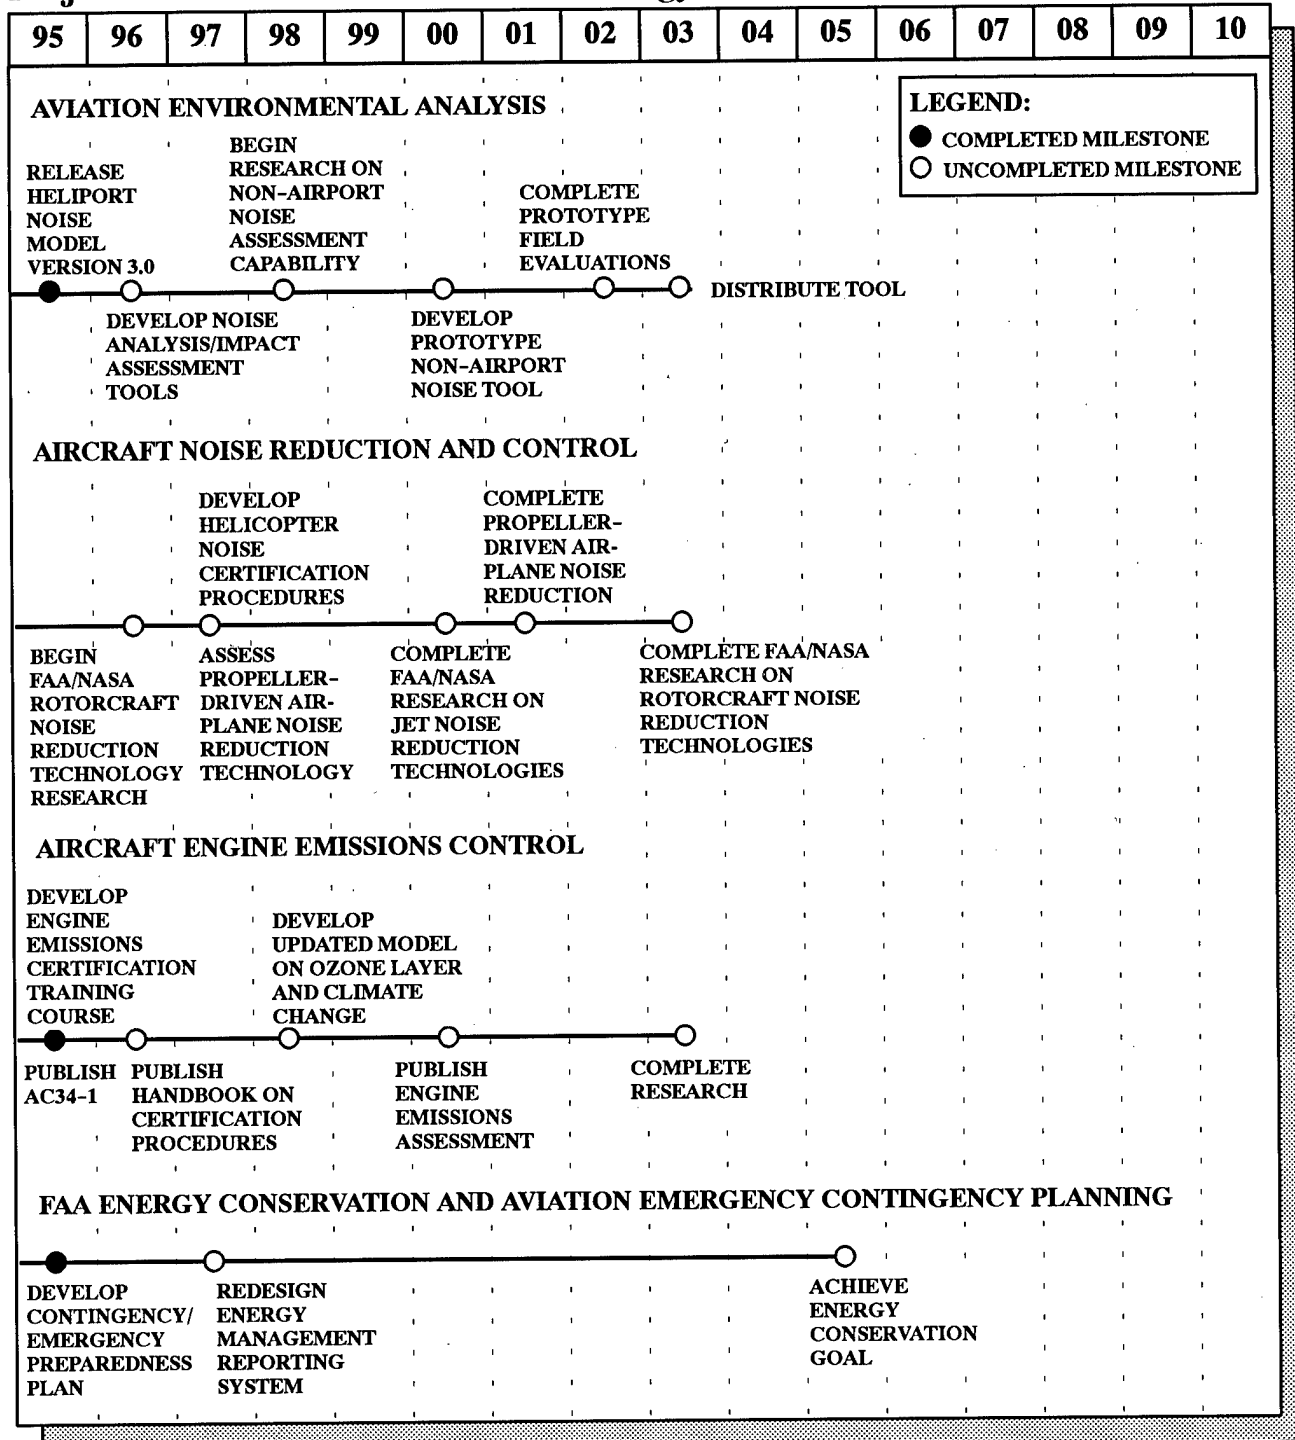 95 96 97 98 99 00 01 02 03 04 05 06 07 08 09 10
LEGEND:
COMPLETED MILESTONE
UNCOMPLETED MILESTONE
AVIATION ENVIRONMENTAL ANALYSIS
RELEASE
HELIPORT
NOISE
MODEL
VERSION 3.0
BEGIN
RESEARCH ON
NON-AIRPORT
NOISE
ASSESSMENT
CAPABILITY
COMPLETE
PROTOTYPE
FIELD
EVALUATIONS
DISTRIBUTE TOOL
DEVELOP NOISE
ANALYSIS/IMPACT
ASSESSMENT
TOOLS
DEVELOP
PROTOTYPE
NON-AIRPORT
NOISE TOOL
AIRCRAFT NOISE REDUCTION AND CONTROL
DEVELOP
HELICOPTER
NOISE
CERTIFICATION
PROCEDURES
COMPLETE
PROPELLER-
DRIVEN AIR-
PLANE NOISE
REDUCTION
BEGIN
FAA/NASA
ROTORCRAFT
NOISE
REDUCTION
TECHNOLOGY
RESEARCH
ASSESS
PROPELLER-
DRIVEN AIR-
PLANE NOISE
REDUCTION
TECHNOLOGY
COMPLETE
FAA/NASA
RESEARCH ON
JET NOISE
REDUCTION
TECHNOLOGIES
COMPLETE FAA/NASA
RESEARCH ON
ROTORCRAFT NOISE
REDUCTION
TECHNOLOGIES
AIRCRAFT ENGINE EMISSIONS CONTROL
DEVELOP
ENGINE
EMISSIONS
CERTIFICATION
TRAINING
COURSE
DEVELOP
UPDATED MODEL
ON OZONE LAYER
AND CLIMATE
CHANGE
PUBLISH
AC34-1
PUBLISH
HANDBOOK ON
CERTIFICATION
PROCEDURES
PUBLISH
ENGINE
EMISSIONS
ASSESSMENT
COMPLETE
RESEARCH
FAA ENERGY CONSERVATION AND AVIATION EMERGENCY CONTINGENCY PLANNING
DEVELOP
CONTINGENCY/
EMERGENCY
PREPAREDNESS
PLAN
REDESIGN
ENERGY
MANAGEMENT
REPORTING
SYSTEM
ACHIEVE
ENERGY
CONSERVATION
GOAL